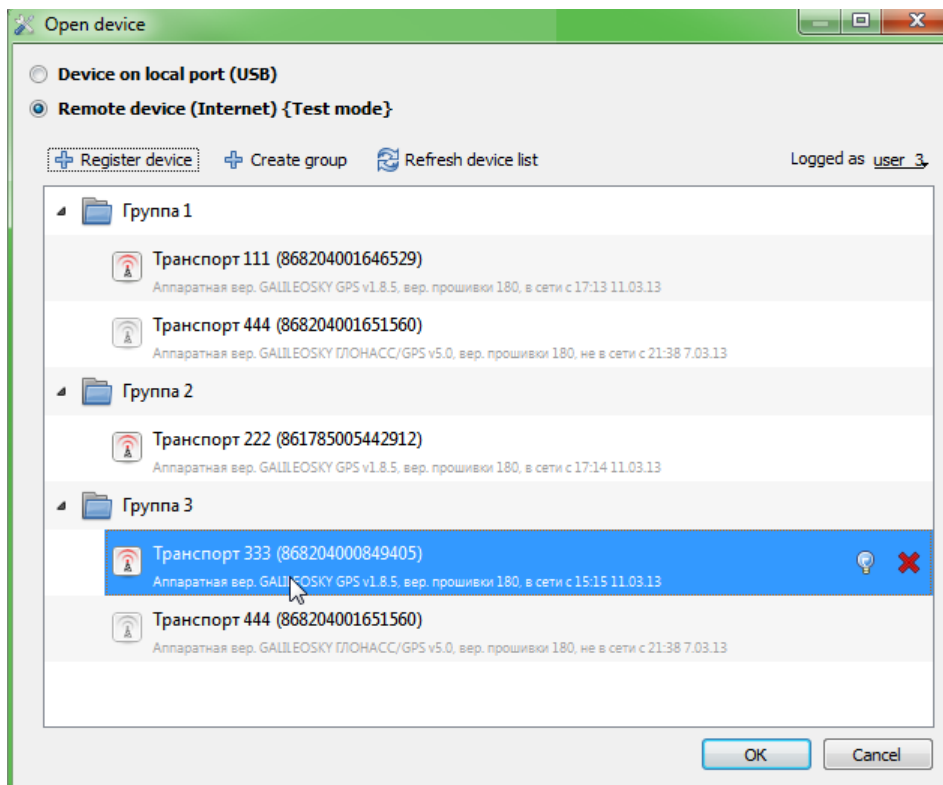 Open device
Device on local port (USB)
Remote device (Internet) {Test mode}
Register device Create group Refresh device list Logged as user_3
Группа 1
Транспорт 111 (868204001646529)
Аппаратная вер. GALILEOSKY GPS v1.8.5, вер. прошивки 180, в сети с 17:13 11.03.13
Транспорт 444 (868204001651560)
Аппаратная вер. GALILEOSKY ГЛОНАСС/GPS v5.0, вер. прошивки 180, не в сети с 21:38 7.03.13
Группа 2
Транспорт 222 (861785005442912)
Аппаратная вер. GALILEOSKY GPS v1.8.5, вер. прошивки 180, в сети с 17:14 11.03.13
Группа 3
Транспорт 333 (868204000849405)
Аппаратная вер. GALILEOSKY GPS v1.8.5, вер. прошивки 180, в сети с 15:15 11.03.13
Транспорт 444 (868204001651560)
Аппаратная вер. GALILEOSKY ГЛОНАСС/GPS v5.0, вер. прошивки 180, не в сети с 21:38 7.03.13
OK Cancel